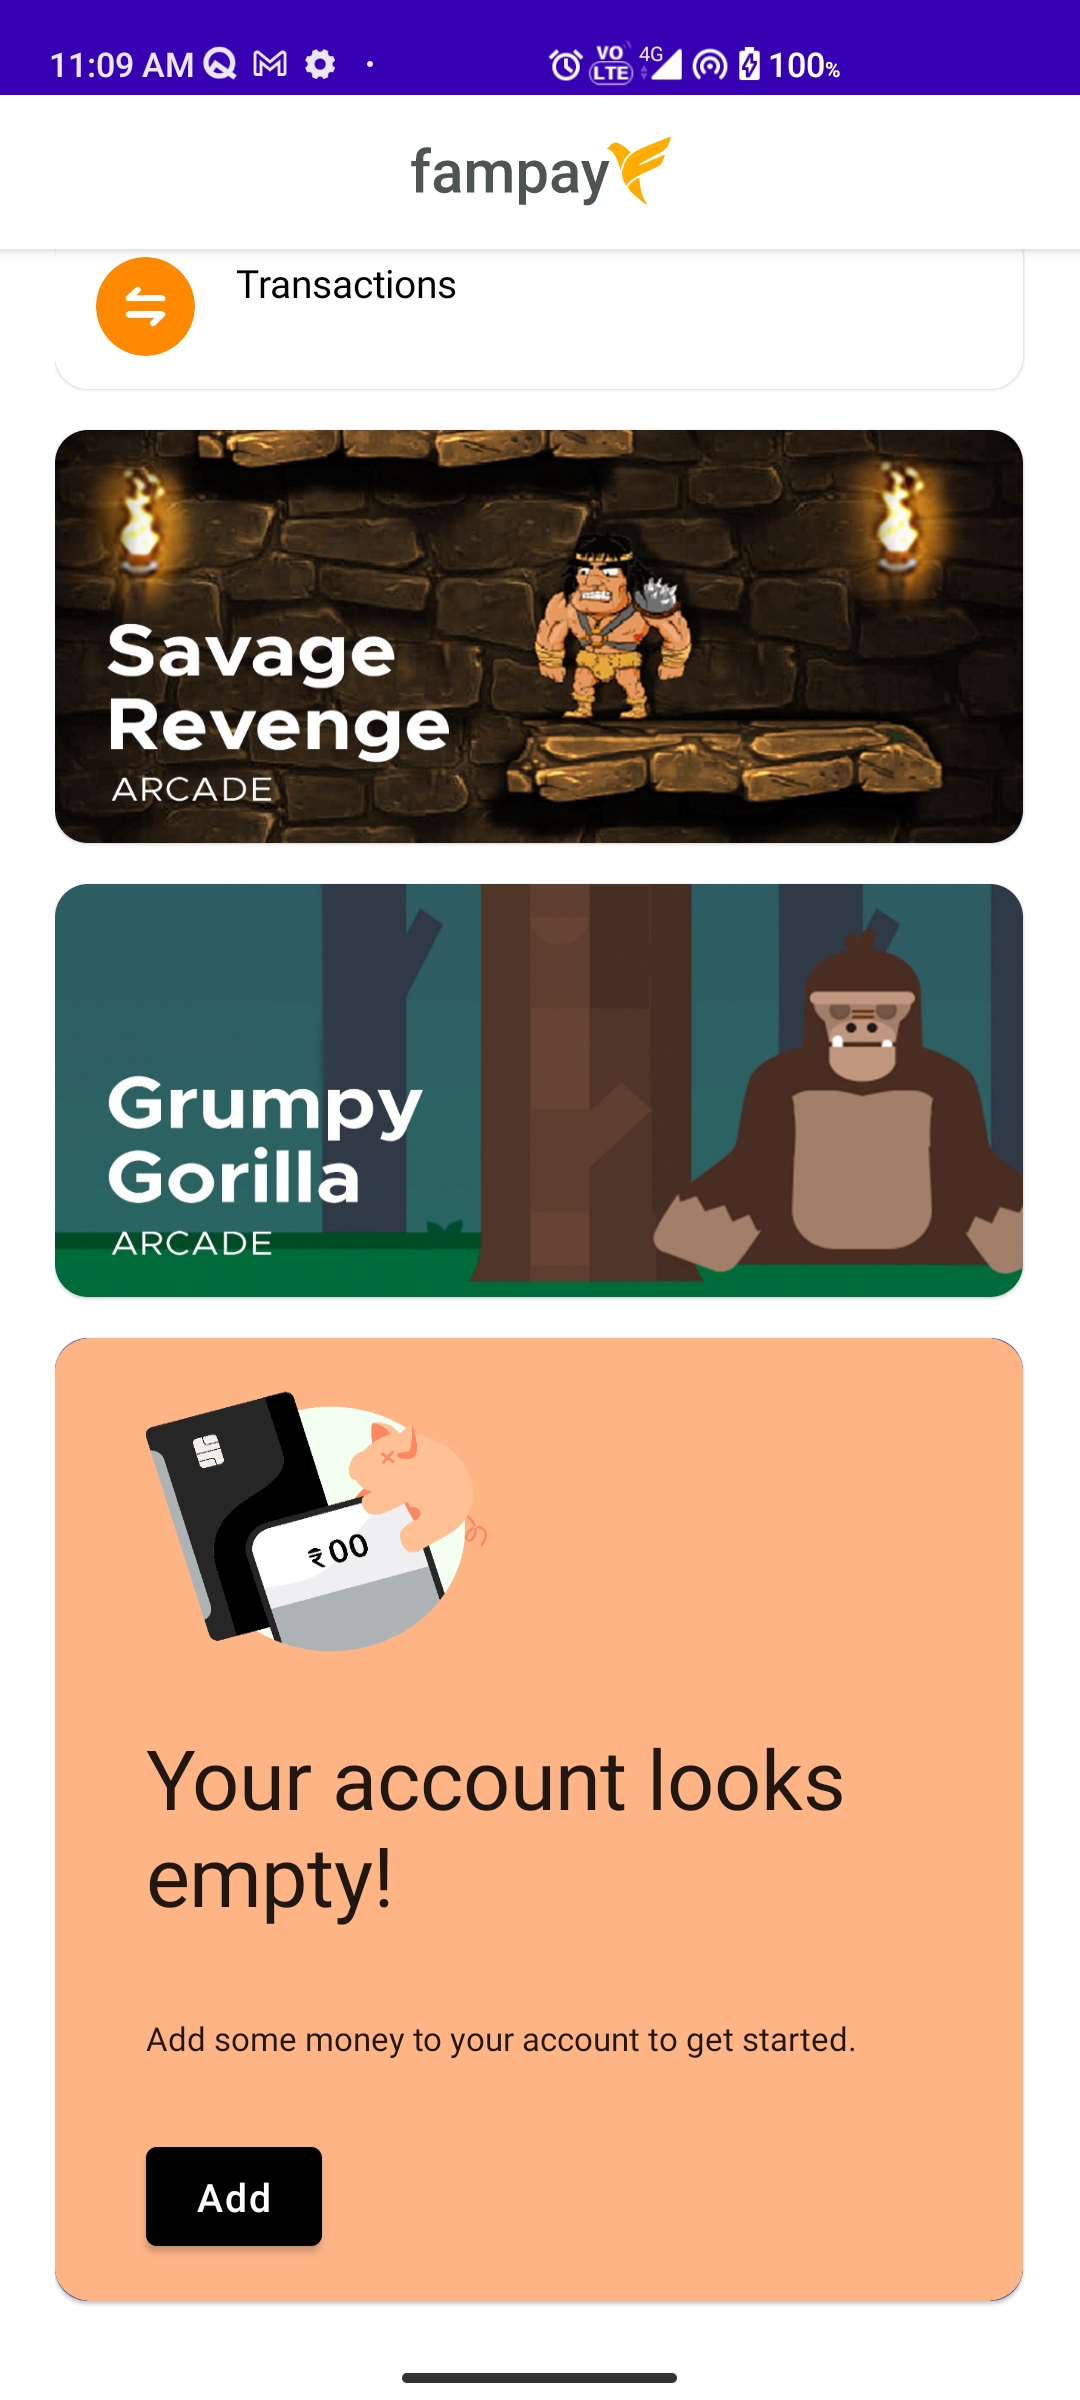 11:09 AM
VO LTE 4G 100%
fampay
Transactions
Savage
Revenge
ARCADE
Grumpy
Gorilla
ARCADE
₹00
Your account looks
empty!
Add some money to your account to get started.
Add